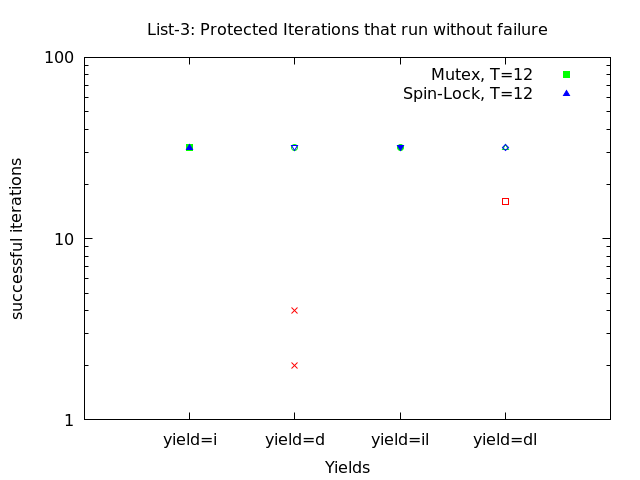 List-3: Protected Iterations that run without failure
100
Mutex, T=12
Spin-Lock, T=12
successful iterations
10
1
yield=i yield=d yield=il yield=dl
Yields